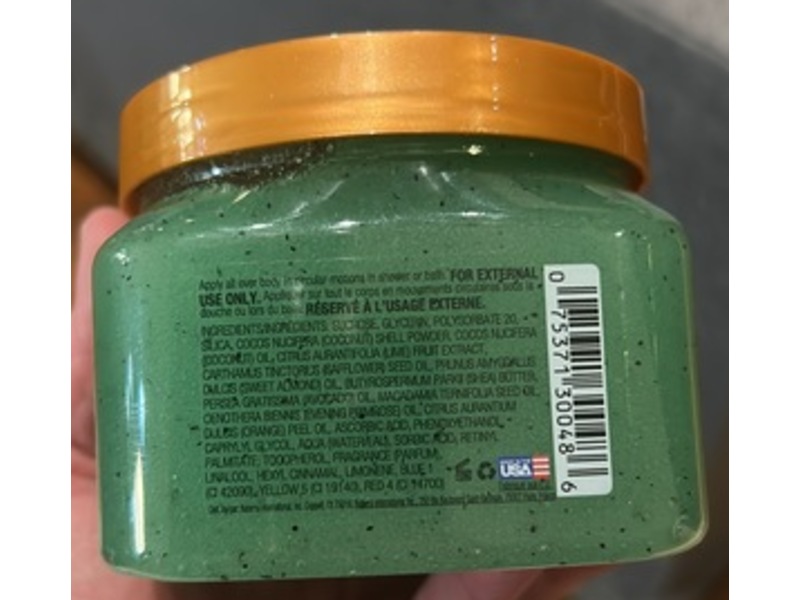 Apply all over body in circular motions in shower or bath. FOR EXTERNAL
USE ONLY. Appliquer sur tout le corps en mouvements circulaires sous la
douche ou lors du bain. RÉSERVÉ À L'USAGE EXTERNE.
INGREDIENTS/INGRÉDIENTS: SUCROSE, GLYCERIN, POLYSORBATE 20,
SILICA, COCOS NUCIFERA (COCONUT) SHELL POWDER, COCOS NUCIFERA
(COCONUT) OIL, CITRUS AURANTIFOLIA (LIME) FRUIT EXTRACT,
CARTHAMUS TINCTORIUS (SAFFLOWER) SEED OIL, PRUNUS AMYGDALUS
DULCIS (SWEET ALMOND) OIL, BUTYROSPERMUM PARKII (SHEA) BUTTER,
PERSEA GRATISSIMA (AVOCADO) OIL, MACADAMIA TERNIFOLIA SEED OIL,
OENOTHERA BIENNIS (EVENING PRIMROSE) OIL, CITRUS AURANTIUM
DULCIS (ORANGE) PEEL OIL, ASCORBIC ACID, PHENOXYETHANOL,
CAPRYLYL GLYCOL, AQUA (WATER/EAU), SORBIC ACID, RETINYL
PALMITATE, TOCOPHEROL, FRAGRANCE (PARFUM),
LINALOOL, HEXYL CINNAMAL, LIMONENE, BLUE 1
(CI 42090), YELLOW 5 (CI 19140), RED 4 (CI 14700)
USA
0 75371 30048 6